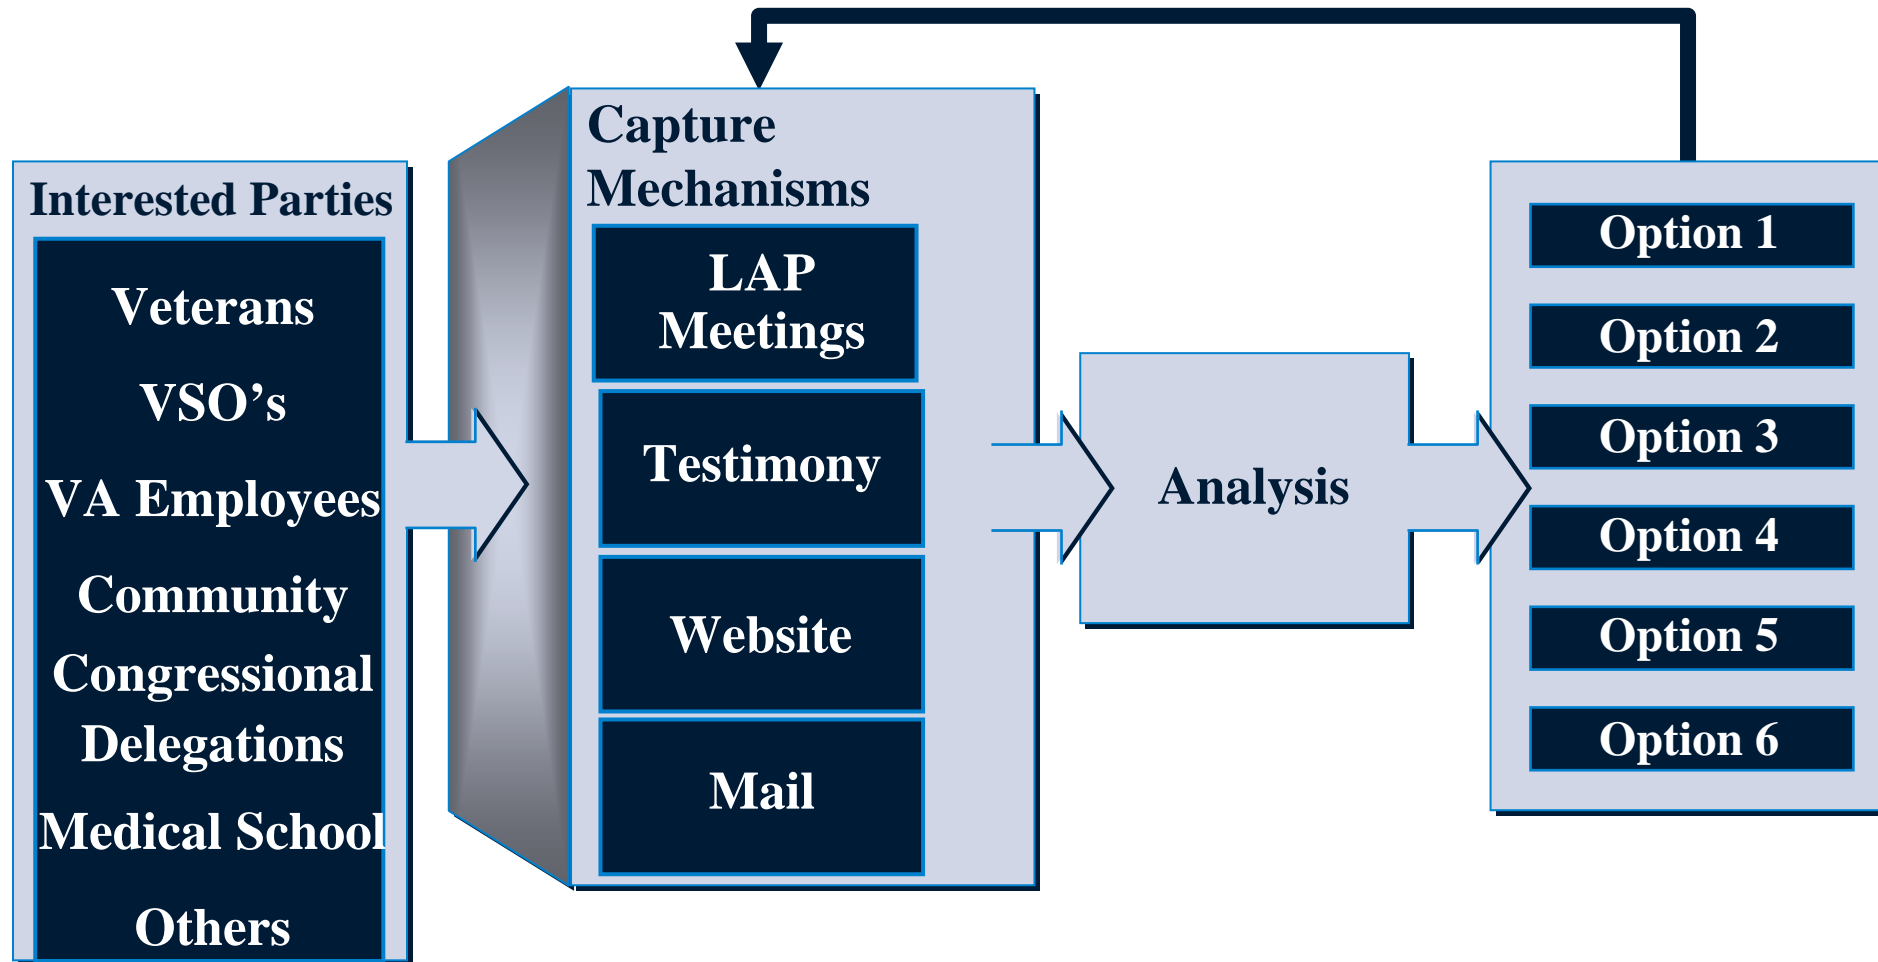 Interested Parties
Veterans
VSO’s
VA Employees
Community
Congressional
Delegations
Medical School
Others
Capture
Mechanisms
LAP
Meetings
Testimony
Website
Mail
Analysis
Option 1
Option 2
Option 3
Option 4
Option 5
Option 6